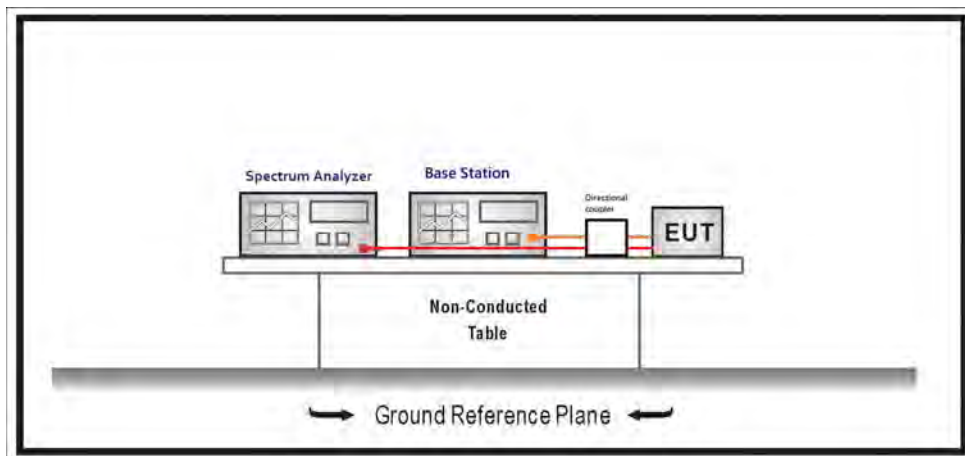 Spectrum Analyzer
Base Station
Directional
coupler
EUT
Non-Conducted
Table
Ground Reference Plane